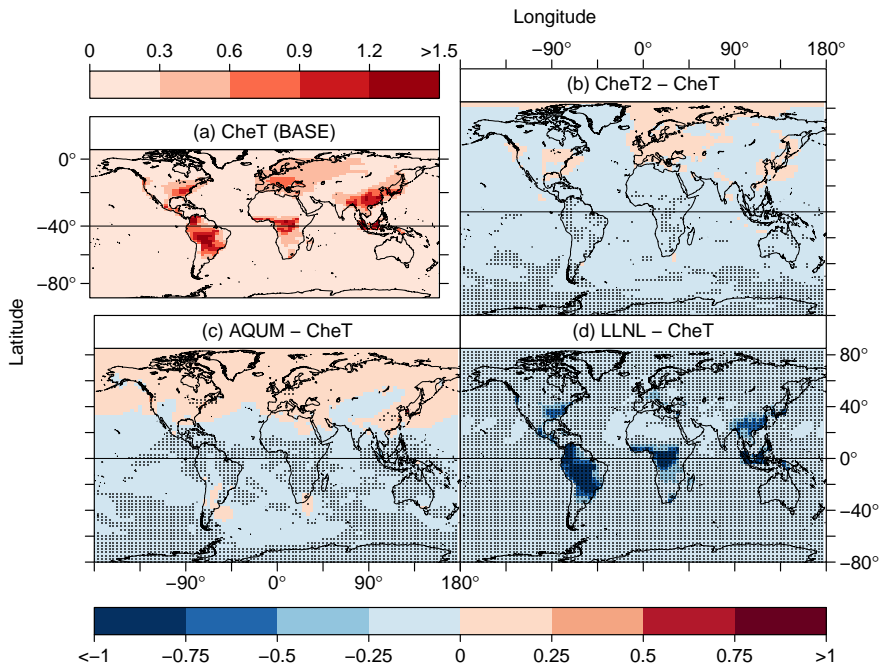 Longitude
0 0.3 0.6 0.9 1.2 >1.5
−90° 0° 90° 180°
(b) CheT2 − CheT
(a) CheT (BASE)
0°
−40°
−80°
Latitude
(c) AQUM − CheT
(d) LLNL − CheT
80°
40°
0°
−40°
−80°
−90° 0° 90° 180°
<−1 −0.75 −0.5 −0.25 0 0.25 0.5 0.75 >1